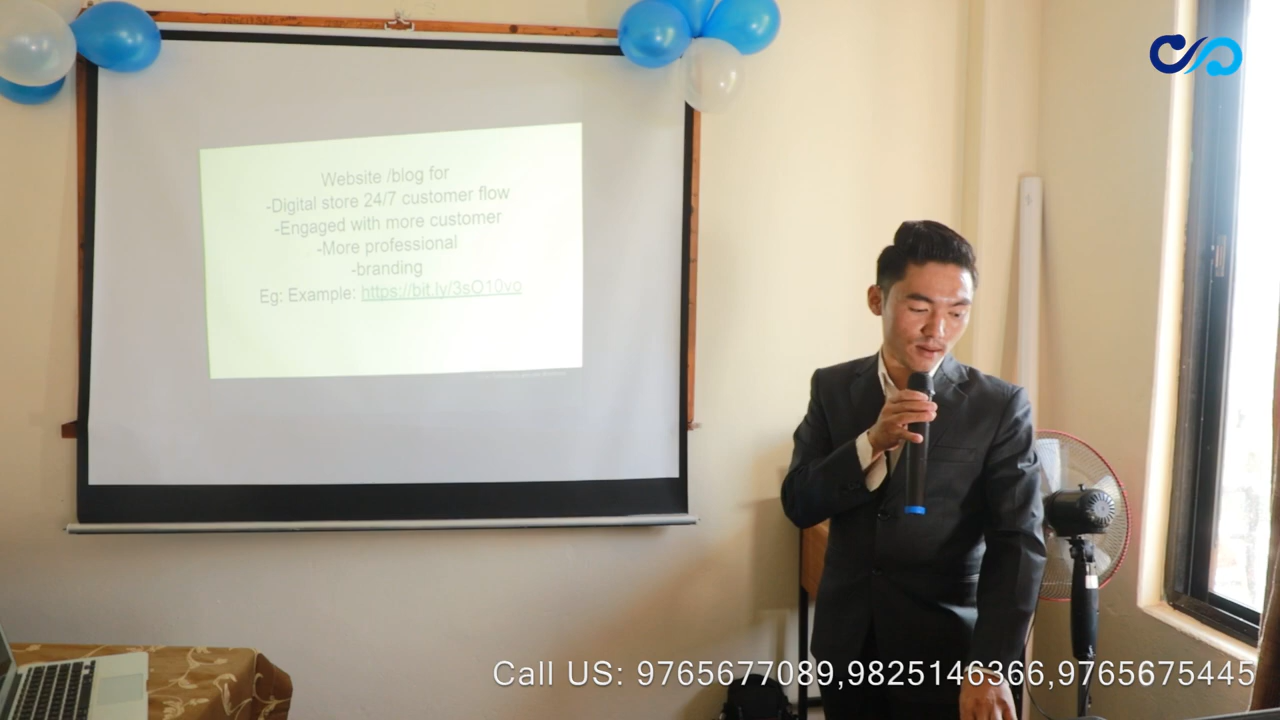 Website /blog for
-Digital store 24/7 customer flow
-Engaged with more customer
-More professional
-branding
Eg: Example: https://bit.ly/3sO10vo
Call US: 9765677089,9825146366,9765675445